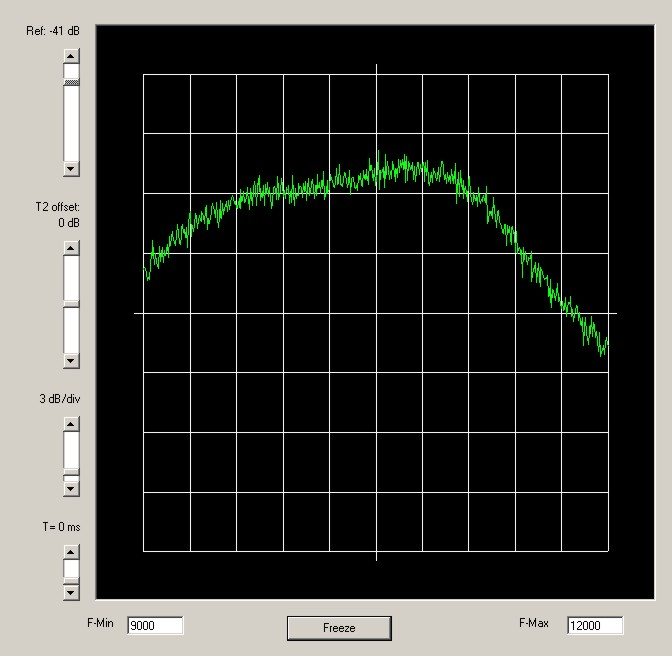 Ref: -41 dB
T2 offset:
0 dB
3 dB/div
T= 0 ms
F-Min 9000 Freeze F-Max 12000